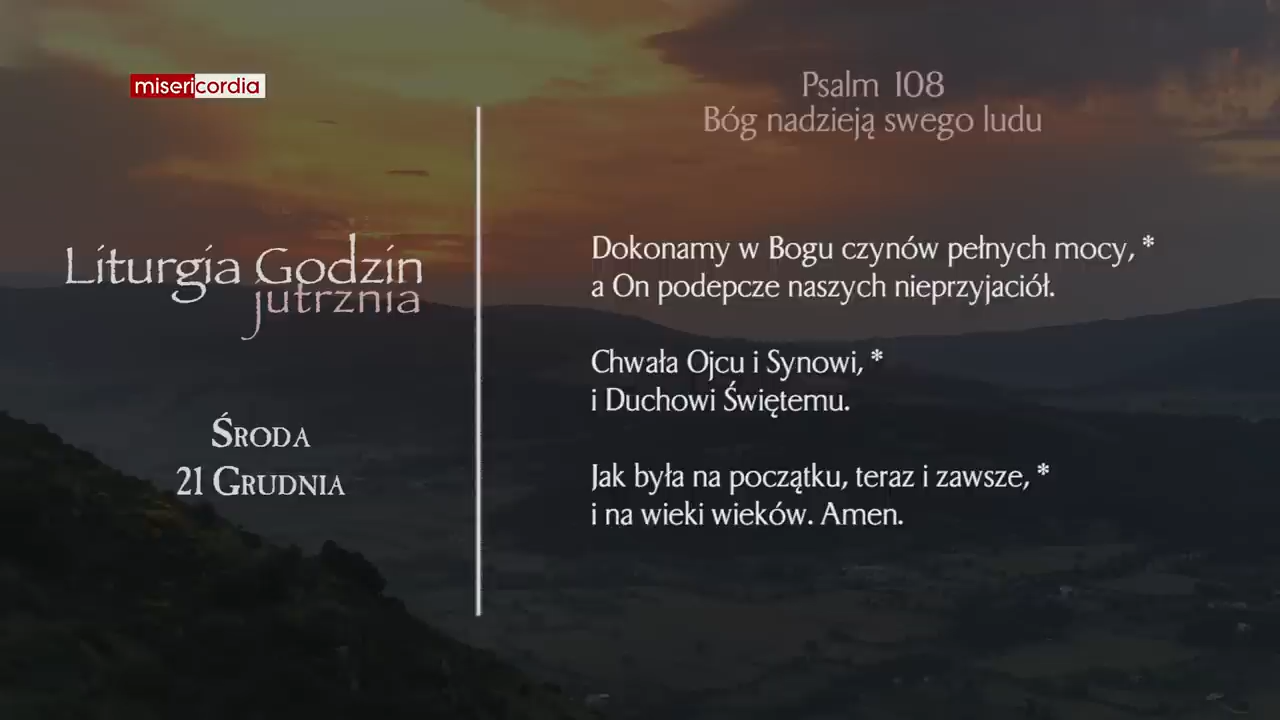 misericordia
Liturgia Godzin
jutrznia
Środa
21 Grudnia
Psalm 108
Bóg nadzieją swego ludu
Dokonamy w Bogu czynów pełnych mocy, *
a On podepcze naszych nieprzyjaciół.
Chwała Ojcu i Synowi, *
i Duchowi Świętemu.
Jak była na początku, teraz i zawsze, *
i na wieki wieków. Amen.